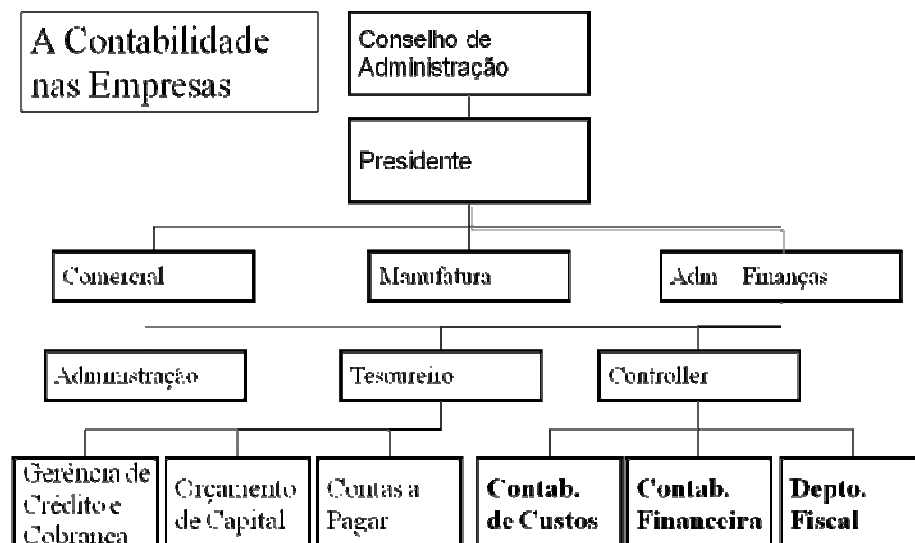 A Contabilidade
nas Empresas
Conselho de
Administração
Presidente
Comercial
Manufatura
Adm Finanças
Administração
Tesoureiro
Controller
Gerência de
Crédito e
Cobrança
Orçamento
de Capital
Contas a
Pagar
Contab.
de Custos
Contab.
Financeira
Depto.
Fiscal